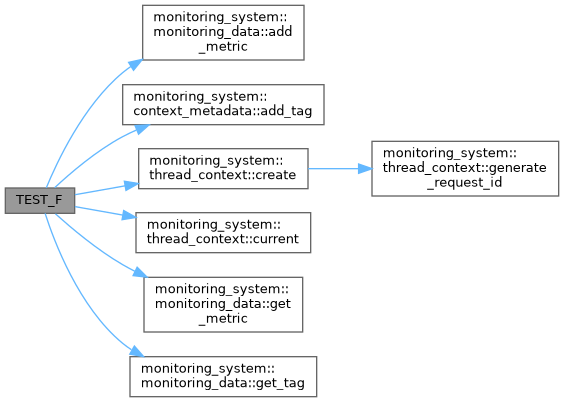 TEST_F
monitoring_system::
monitoring_data::add
_metric
monitoring_system::
context_metadata::add_tag
monitoring_system::
thread_context::create
monitoring_system::
thread_context::generate
_request_id
monitoring_system::
thread_context::current
monitoring_system::
monitoring_data::get
_metric
monitoring_system::
monitoring_data::get_tag